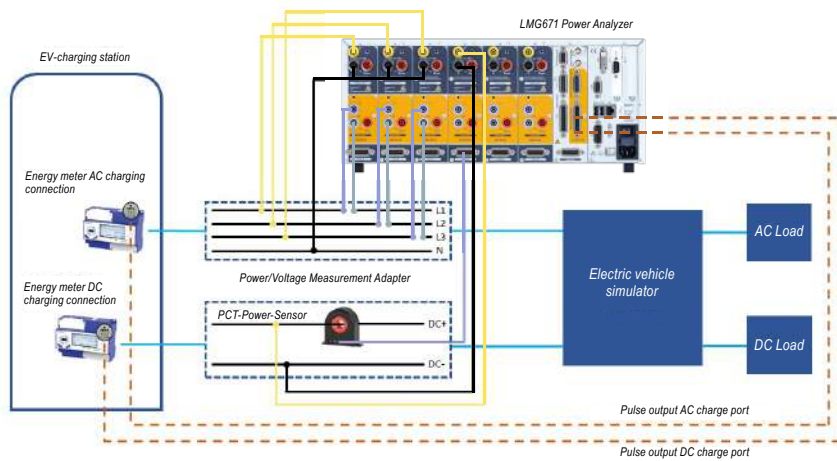 LMG671 Power Analyzer
EV-charging station
Energy meter AC charging
connection
L1
L2
L3
N
Power/Voltage Measurement Adapter
Energy meter DC
charging connection
PCT-Power-Sensor
DC+
DC-
Electric vehicle
simulator
AC Load
DC Load
Pulse output AC charge port
Pulse output DC charge port